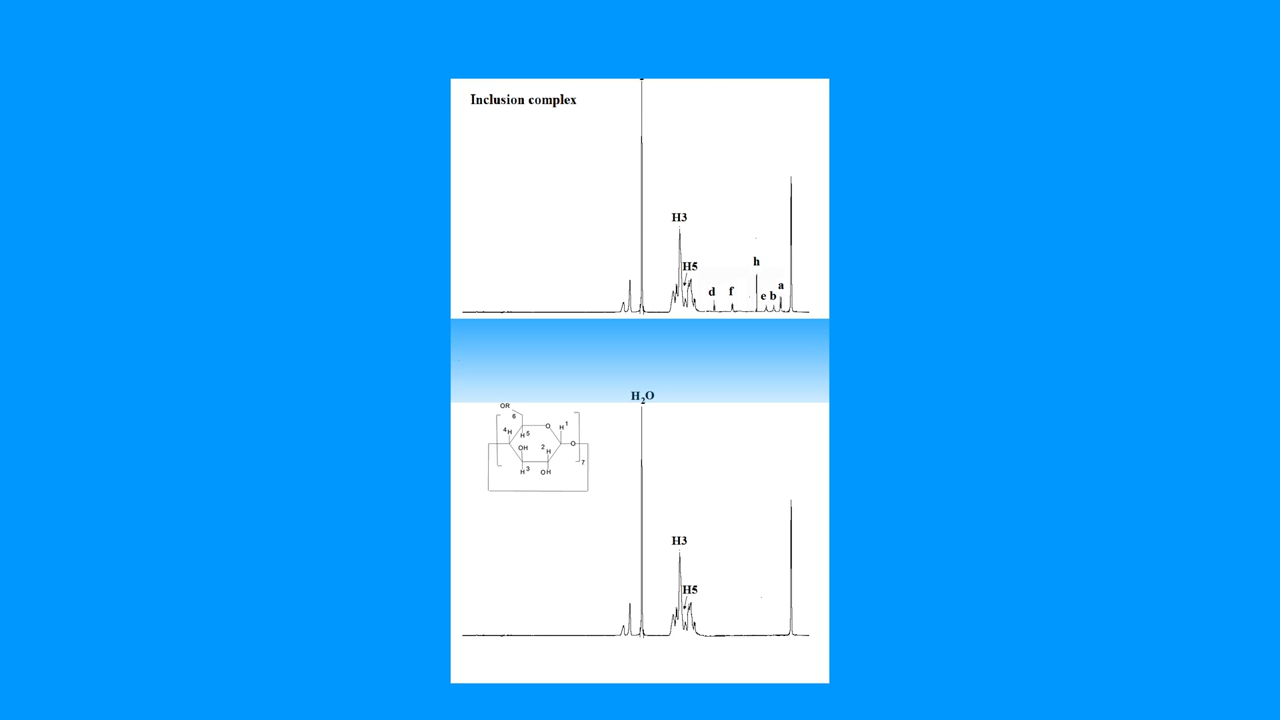 Inclusion complex
H3
H5
h
d f e b a
H2O
OR
6
4 H H 5 O H 1
OH 2 H O
7
H 3 OH
H3
H5